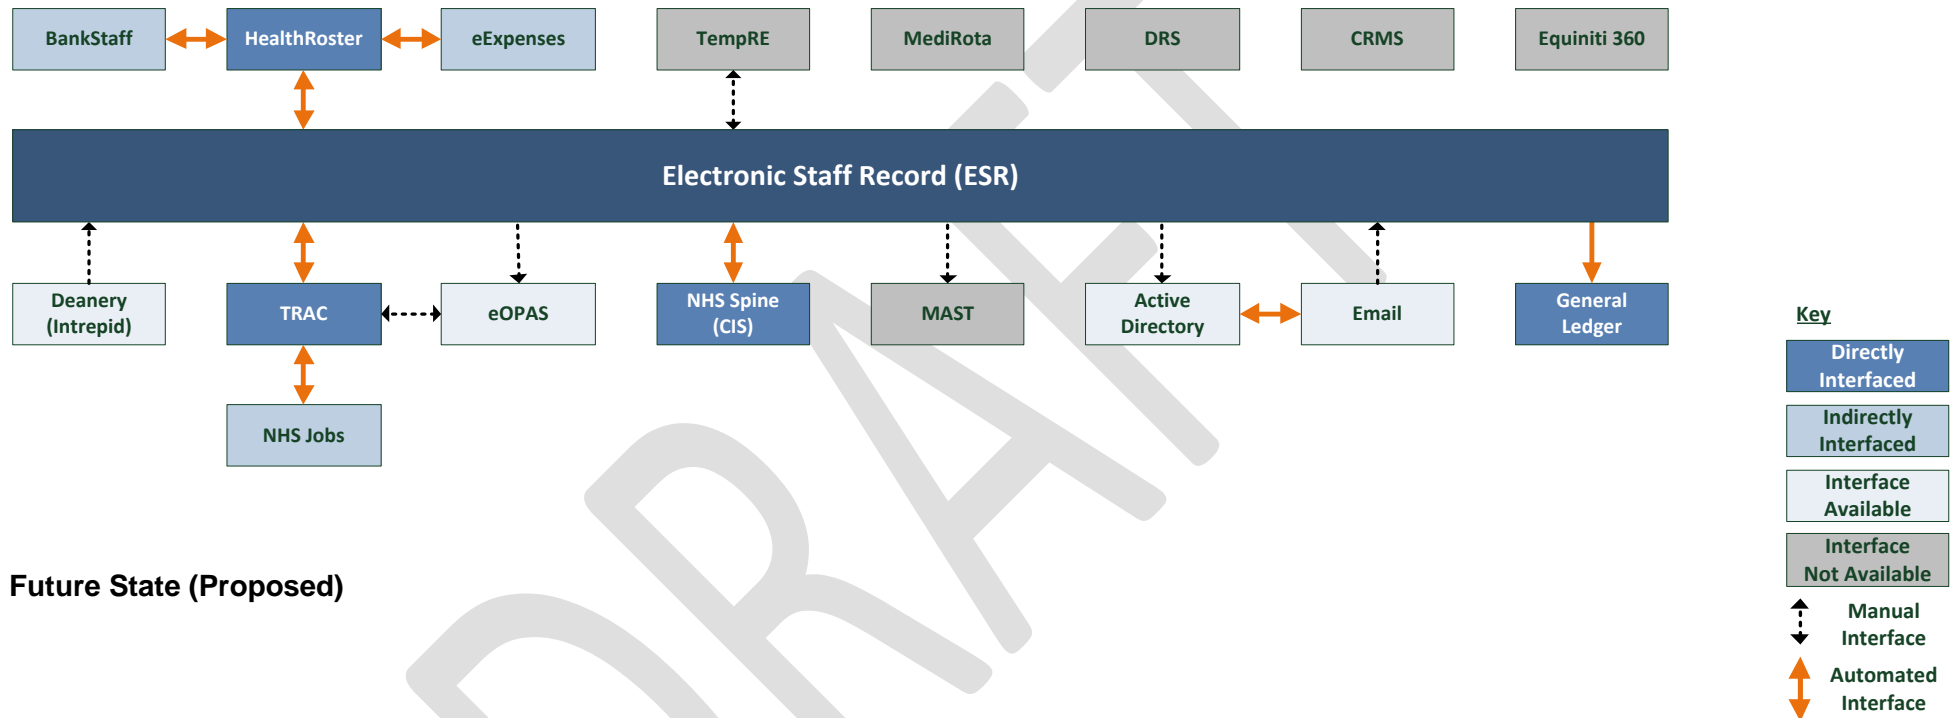 BankStaff
HealthRoster
eExpenses
TempRE
MediRota
DRS
CRMS
Equiniti 360
Electronic Staff Record (ESR)
Deanery
(Intrepid)
TRAC
eOPAS
NHS Spine
(CIS)
MAST
Active
Directory
Email
General
Ledger
NHS Jobs
Key
Directly
Interfaced
Indirectly
Interfaced
Interface
Available
Interface
Not Available
Manual
Interface
Automated
Interface
Future State (Proposed)
DRAFT